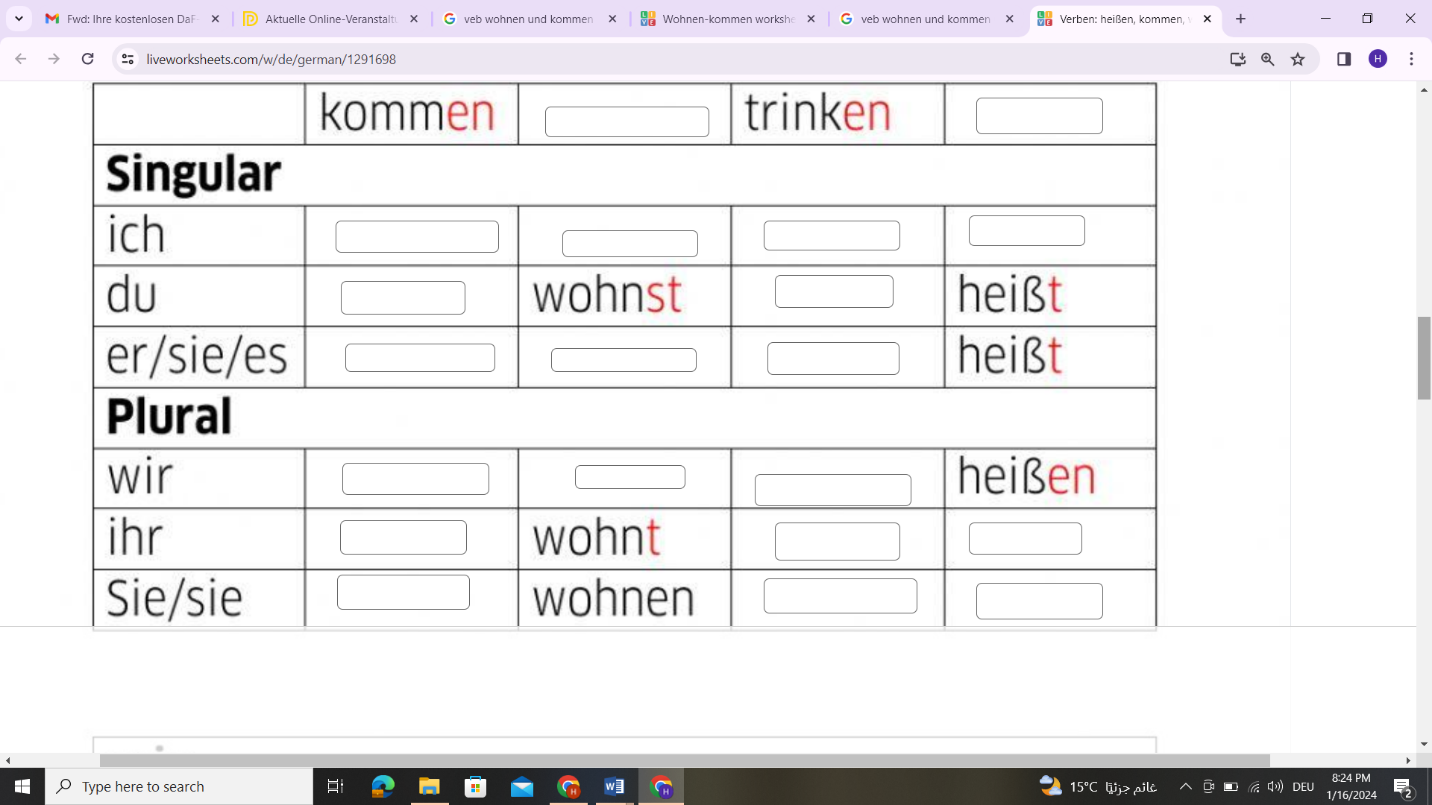 Fwd: Ihre kostenlosen DaF-
Aktuelle Online-Veranstaltu
veb wohnen und kommen
Wohnen-kommen workshe
veb wohnen und kommen
Verben: heißen, kommen,
liveworksheets.com/w/de/german/1291698
H
kommen trinken
Singular
ich
du wohnst heißt
er/sie/es heißt
Plural
wir heißen
ihr wohnt
Sie/sie wohnen
Type here to search
15°C غائم جزئيًا
DEU
8:24 PM
1/16/2024
2